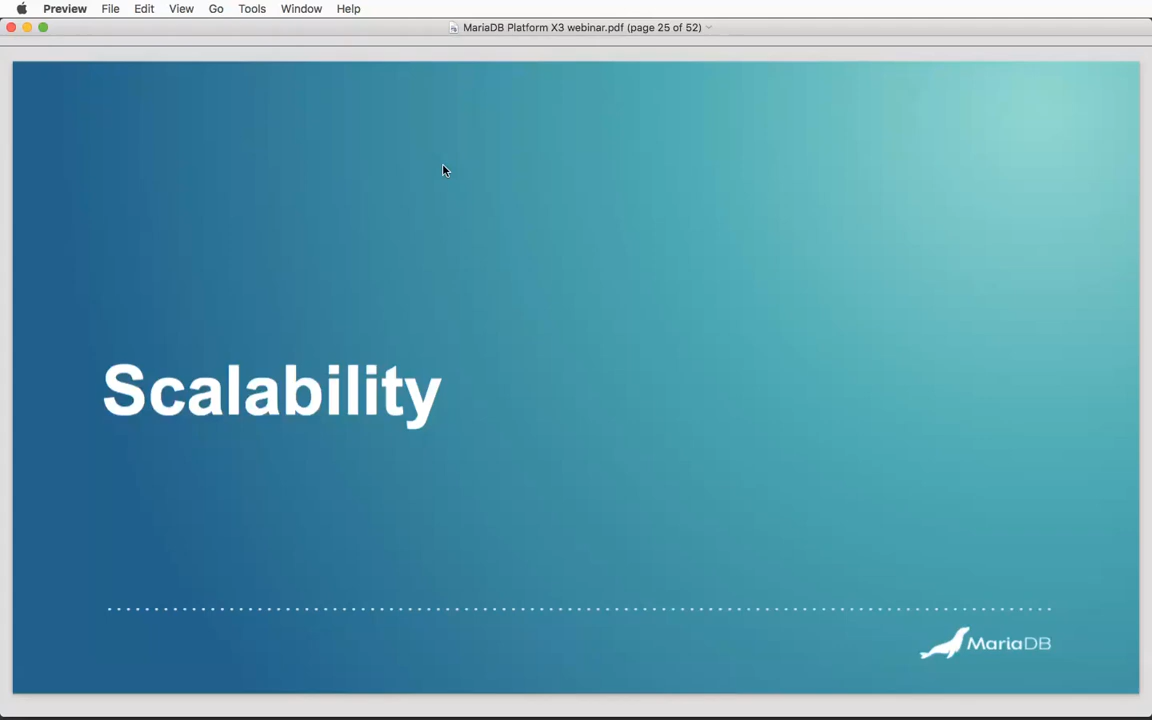 Preview File Edit View Go Tools Window Help
MariaDB Platform X3 webinar.pdf (page 25 of 52)
Scalability
MariaDB